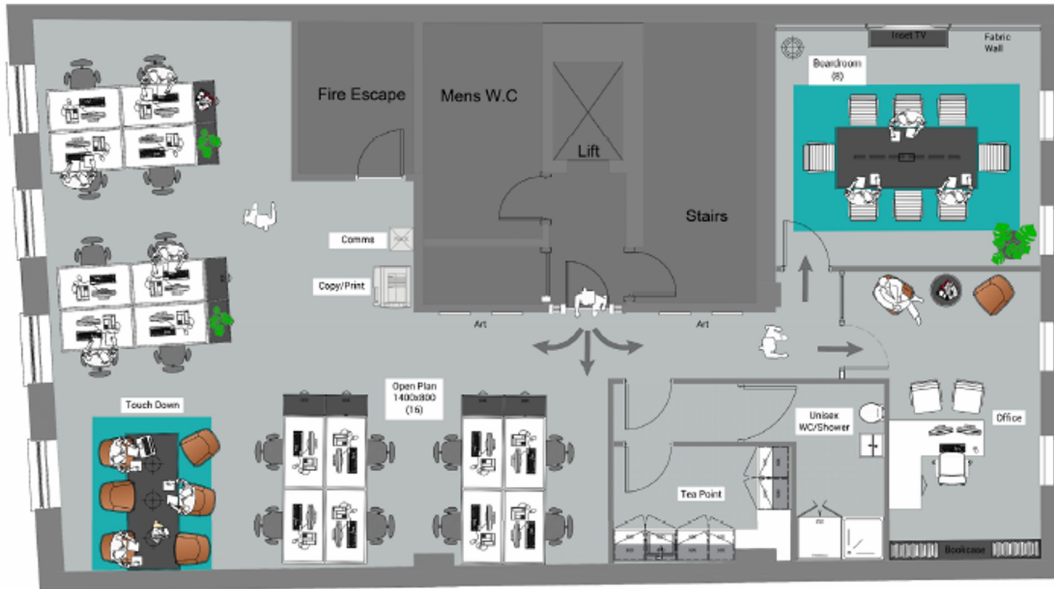 Inset TV
Fabric
Wall
Boardroom
(8)
Fire Escape
Mens W.C
Lift
Stairs
Comms
Copy/Print
Art
Art
Open Plan
1400x800
(16)
Touch Down
Unisex
WC/Shower
Office
Tea Point
Bookcase